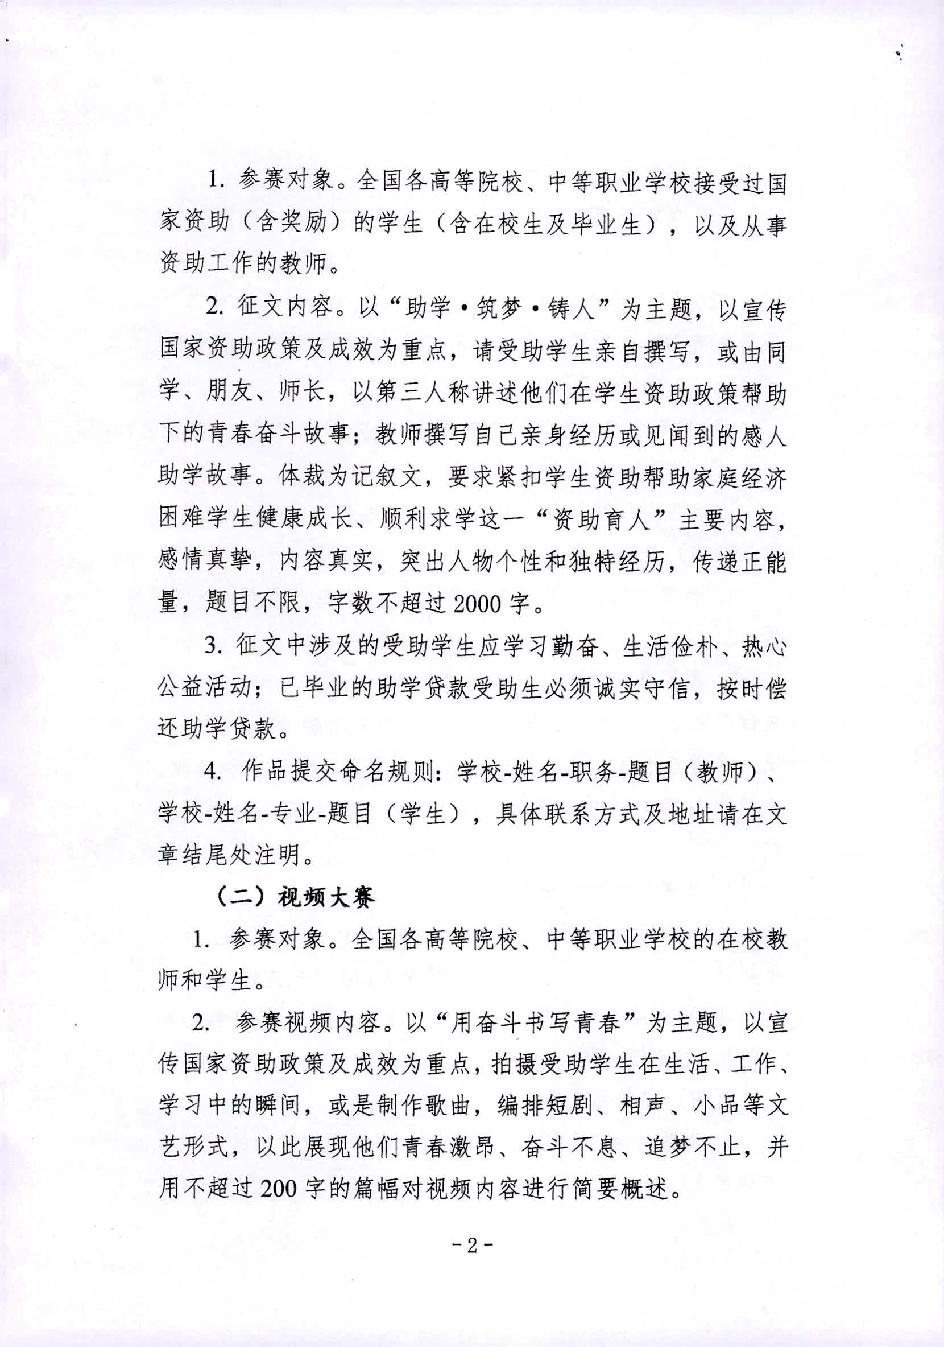 1. 参赛对象。全国各高等院校、中等职业学校接受过国
家资助（含奖励）的学生（含在校生及毕业生），以及从事
资助工作的教师。
2. 征文内容。以“助学·筑梦·铸人”为主题，以宣传
国家资助政策及成效为重点，请受助学生亲自撰写，或由同
学、朋友、师长，以第三人称讲述他们在学生资助政策帮助
下的青春奋斗故事；教师撰写自己亲身经历或见闻到的感人
助学故事。体裁为记叙文，要求紧扣学生资助帮助家庭经济
困难学生健康成长、顺利求学这一“资助育人”主要内容，
感情真挚，内容真实，突出人物个性和独特经历，传递正能
量，题目不限，字数不超过2000字。
3. 征文中涉及的受助学生应学习勤奋、生活俭朴、热心
公益活动；已毕业的助学贷款受助生必须诚实守信，按时偿
还助学贷款。
4. 作品提交命名规则：学校-姓名-职务-题目（教师）、
学校-姓名-专业-题目（学生），具体联系方式及地址请在文
章结尾处注明。
（二）视频大赛
1. 参赛对象。全国各高等院校、中等职业学校的在校教
师和学生。
2. 参赛视频内容。以“用奋斗书写青春”为主题，以宣
传国家资助政策及成效为重点，拍摄受助学生在生活、工作、
学习中的瞬间，或是制作歌曲，编排短剧、相声、小品等文
艺形式，以此展现他们青春激昂、奋斗不息、追梦不止，并
用不超过200字的篇幅对视频内容进行简要概述。
-2-